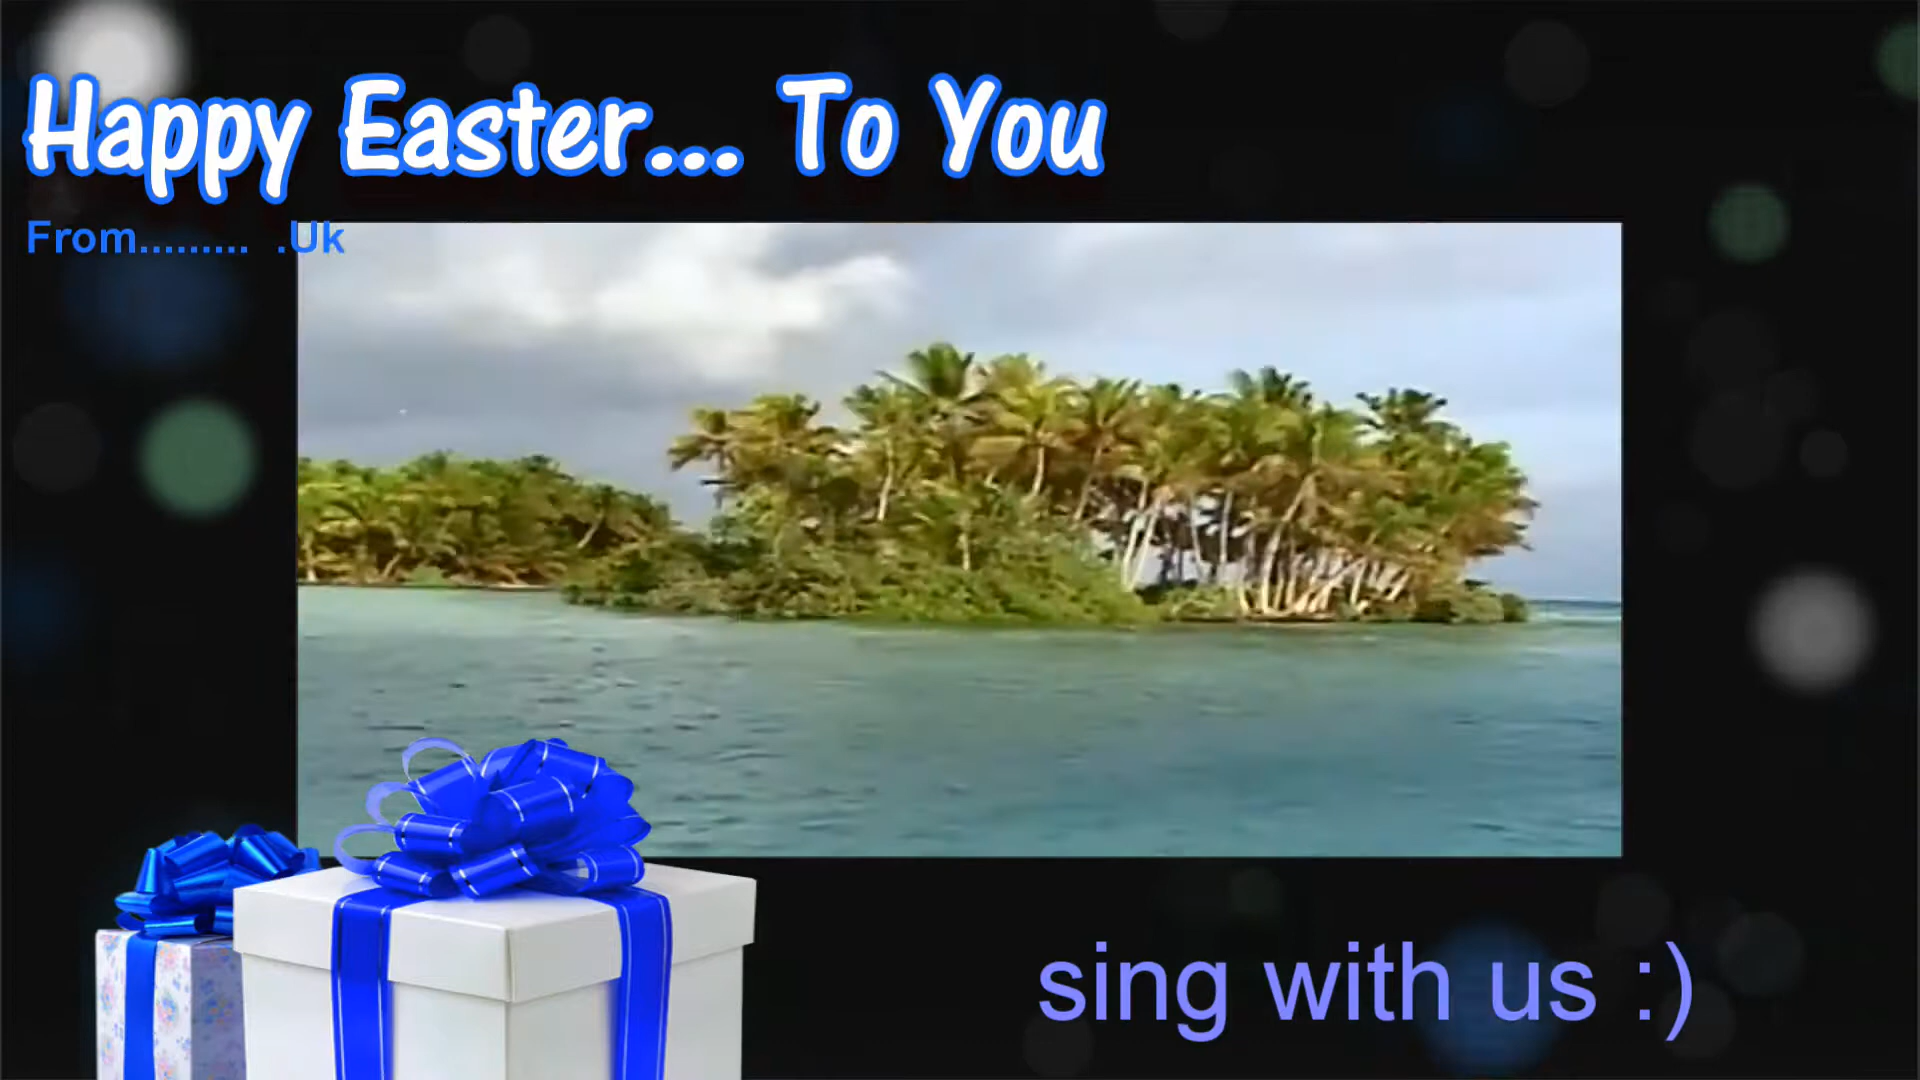 Happy Easter... To You
From......... .Uk
sing with us :)